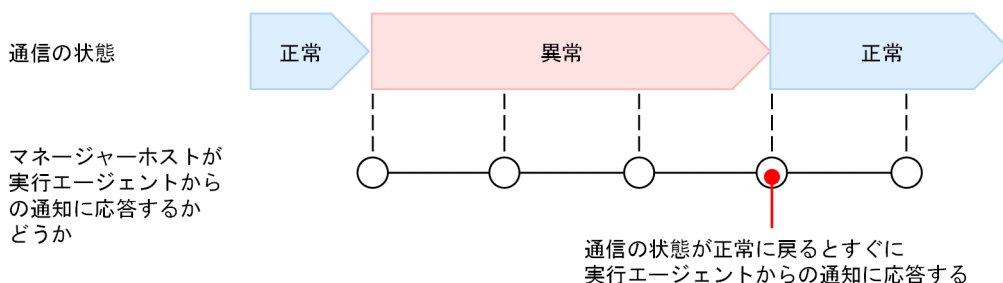 通信の状態
正常
異常
正常
マネージャーホストが
実行エージェントから
の通知に応答するか
どうか
通信の状態が正常に戻るとすぐに
実行エージェントからの通知に応答する